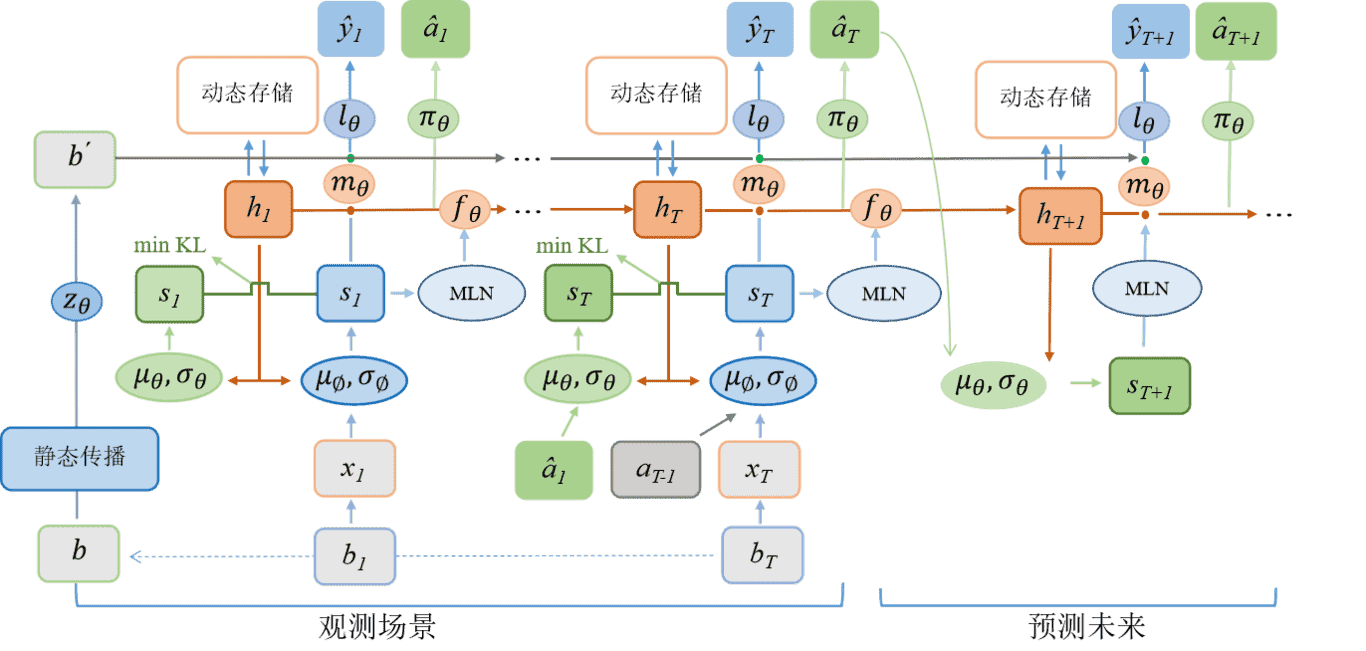 ŷ1
â1
ŷT
âT
ŷT+1
âT+1
动态存储
lθ
πθ
动态存储
lθ
πθ
动态存储
lθ
πθ
b´
...
mθ
mθ
mθ
h1
fθ
...
hT
fθ
hT+1
...
min KL
min KL
s1
s1
MLN
sT
sT
MLN
MLN
zθ
μθ, σθ
μ∅, σ∅
μθ, σθ
μ∅, σ∅
μθ, σθ
sT+1
静态传播
x1
â1
aT-1
xT
b
b1
bT
观测场景
预测未来